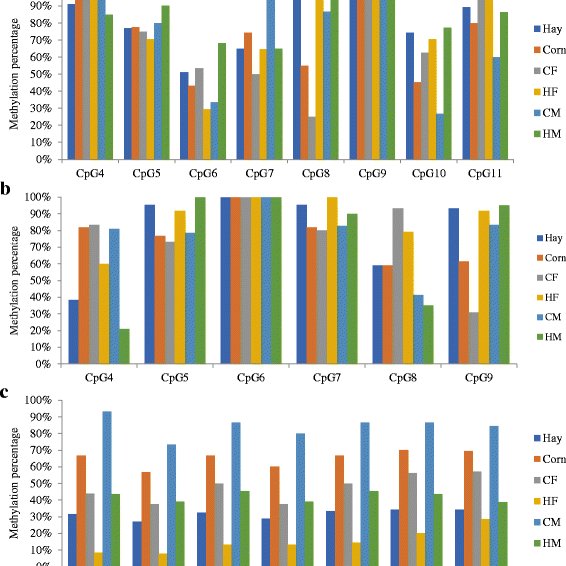 90%
80%
70%
60%
50%
40%
30%
20%
10%
0%
Methylation percentage
CpG4 CpG5 CpG6 CpG7 CpG8 CpG9 CpG10 CpG11
Hay
Corn
CF
HF
CM
HM
b
100%
90%
80%
70%
60%
50%
40%
30%
20%
10%
0%
Methylation percentage
CpG4 CpG5 CpG6 CpG7 CpG8 CpG9
Hay
Corn
CF
HF
CM
HM
c
100%
90%
80%
70%
60%
50%
40%
30%
20%
10%
0%
Methylation percentage
Hay
Corn
CF
HF
CM
HM